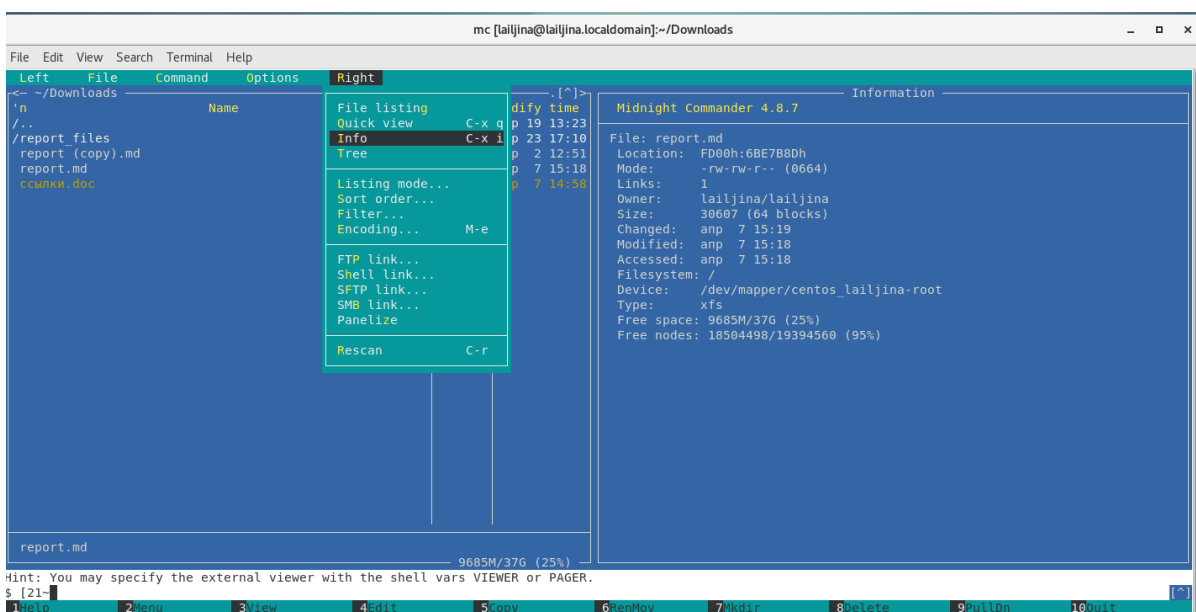 mc [lailjina@lailjina.localdomain]:~/Downloads
File Edit View Search Terminal Help
Left File Command Options Right
<— ~/Downloads .[^]>
'n Name dify time
/.. p 19 13:23
/report_files p 23 17:10
report (copy).md p 2 12:51
report.md p 7 15:18
ссылки.doc p 7 14:58
File listing
Quick view C-x q
Info C-x i
Tree
Listing mode...
Sort order...
Filter...
Encoding... M-e
FTP link...
Shell link...
SFTP link...
SMB link...
Panelize
Rescan C-r
report.md
9685M/37G (25%)
Information
Midnight Commander 4.8.7
File: report.md
Location: FD00h:6BE7B8Dh
Mode: -rw-rw-r-- (0664)
Links: 1
Owner: lailjina/lailjina
Size: 30607 (64 blocks)
Changed: апр 7 15:19
Modified: апр 7 15:18
Accessed: апр 7 15:18
Filesystem: /
Device: /dev/mapper/centos_lailjina-root
Type: xfs
Free space: 9685M/37G (25%)
Free nodes: 18504498/19394560 (95%)
Hint: You may specify the external viewer with the shell vars VIEWER or PAGER.
$ [21~ [^]
1Help 2Menu 3View 4Edit 5Copy 6RenMov 7Mkdir 8Delete 9PullDn 10Quit